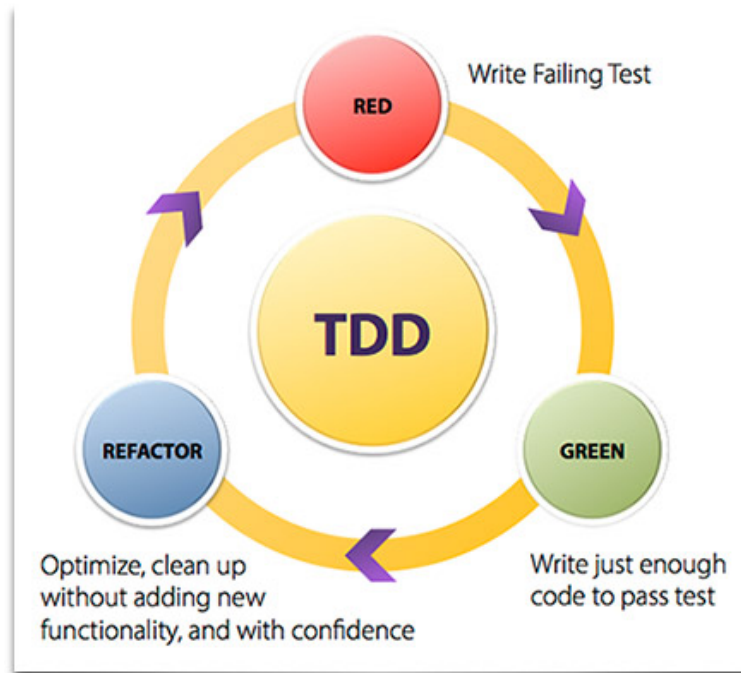 RED
Write Failing Test
TDD
REFACTOR
GREEN
Optimize, clean up
without adding new
functionality, and with confidence
Write just enough
code to pass test